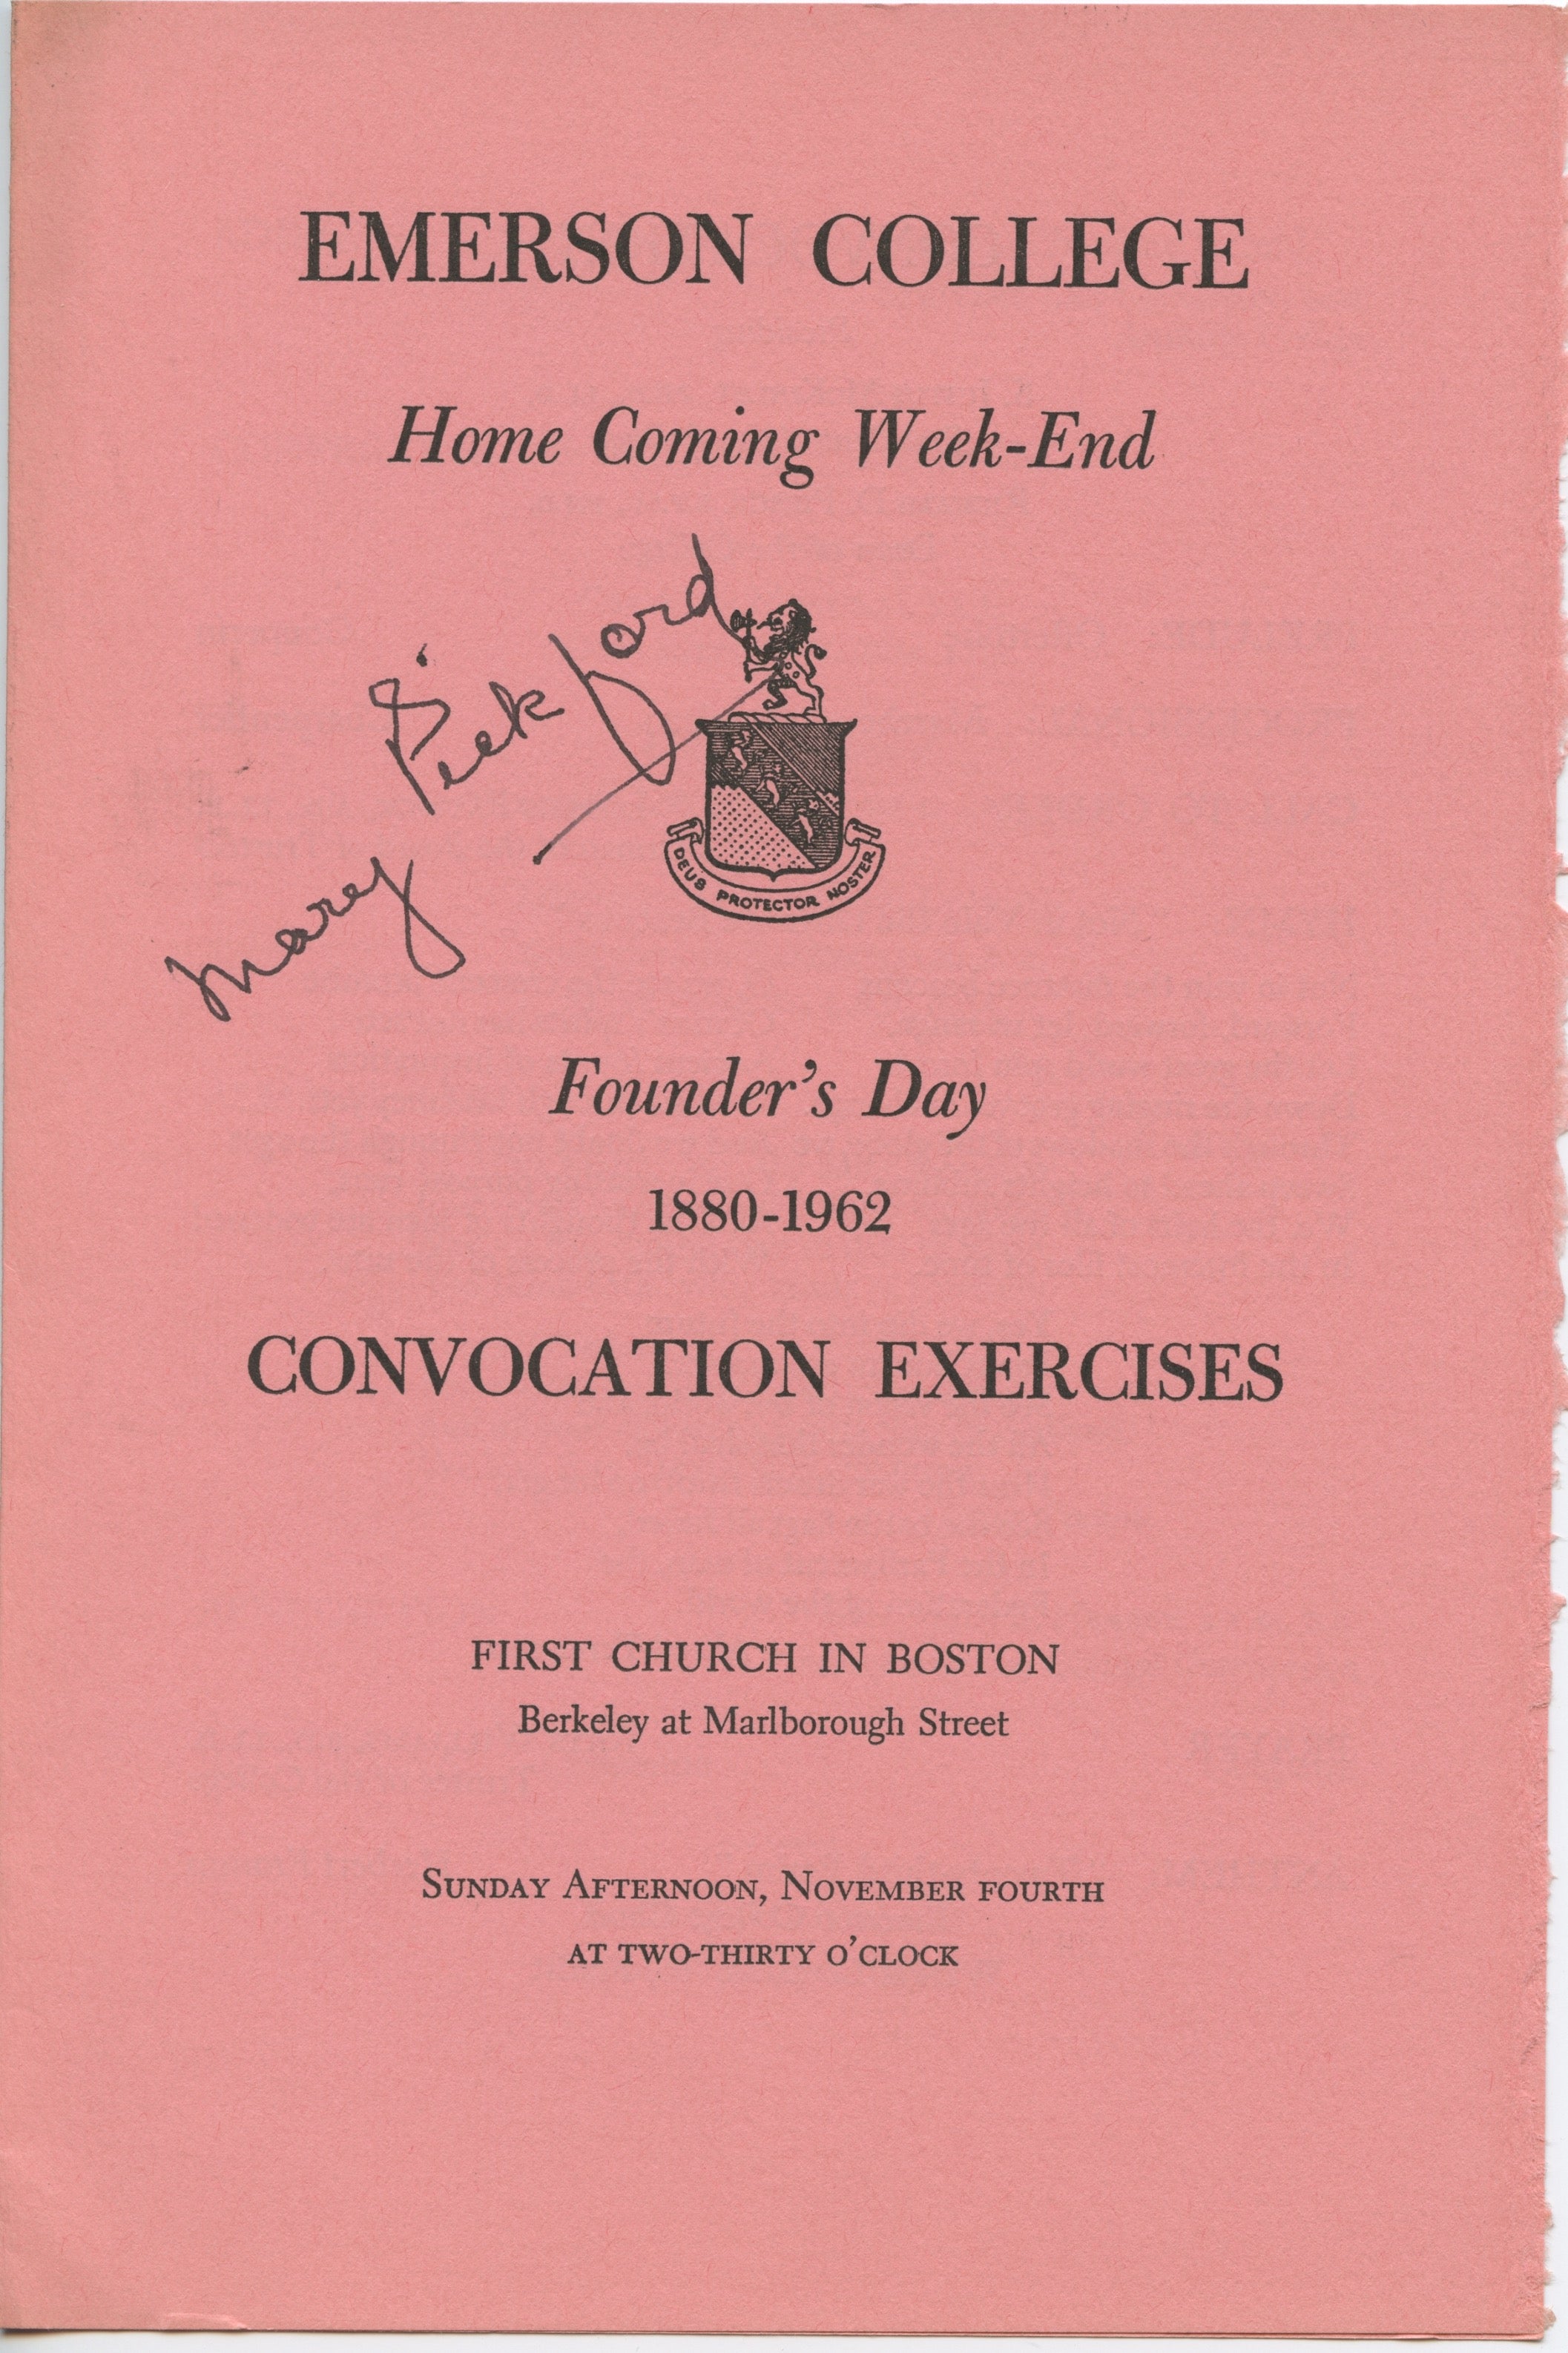 EMERSON COLLEGE
Home Coming Week-End
Mary Pickford
DEUS PROTECTOR NOSTER
Founder's Day
1880-1962
CONVOCATION EXERCISES
FIRST CHURCH IN BOSTON
Berkeley at Marlborough Street
SUNDAY AFTERNOON, NOVEMBER FOURTH
AT TWO-THIRTY O'CLOCK